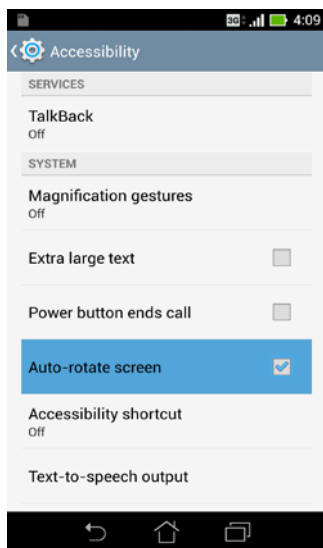 3G 4:09
Accessibility
SERVICES
TalkBack
Off
SYSTEM
Magnification gestures
Off
Extra large text
Power button ends call
Auto-rotate screen
Accessibility shortcut
Off
Text-to-speech output